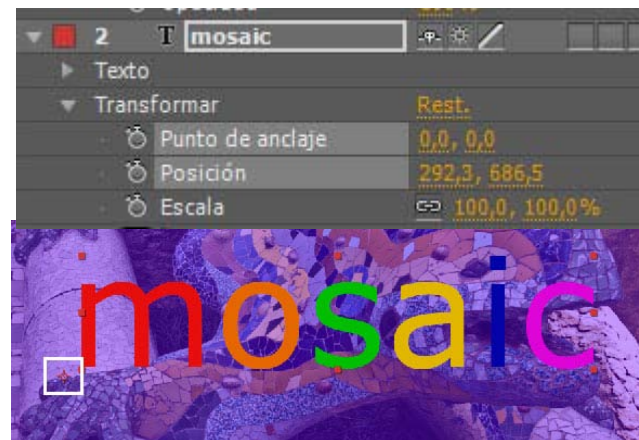 2 T mosaic
Texto
Transformar Rest.
Punto de anclaje 0,0, 0,0
Posición 292,3, 686,5
Escala 100,0, 100,0%
mosaic